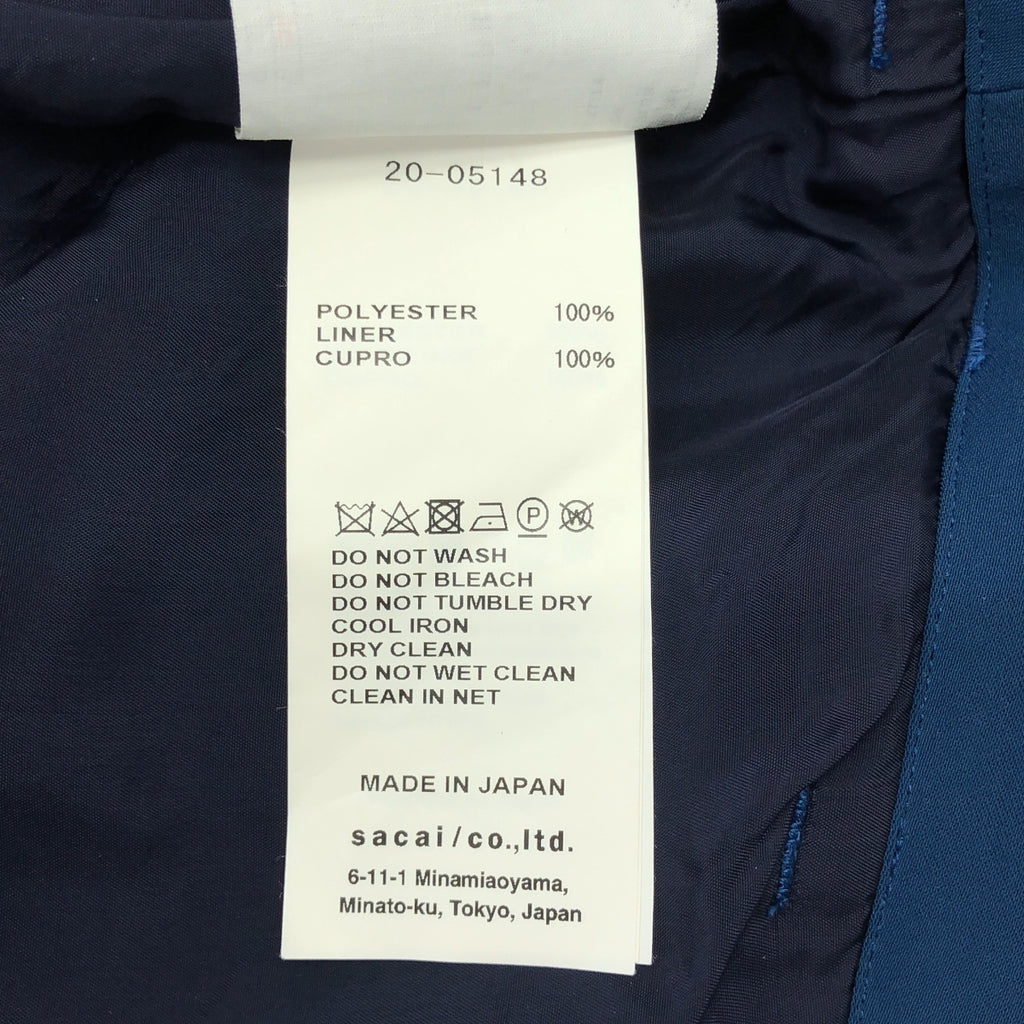 20-05148
POLYESTER 100%
LINER
CUPRO 100%
P W
DO NOT WASH
DO NOT BLEACH
DO NOT TUMBLE DRY
COOL IRON
DRY CLEAN
DO NOT WET CLEAN
CLEAN IN NET
MADE IN JAPAN
sacai/co.,ltd.
6-11-1 Minamiaoyama,
Minato-ku, Tokyo, Japan